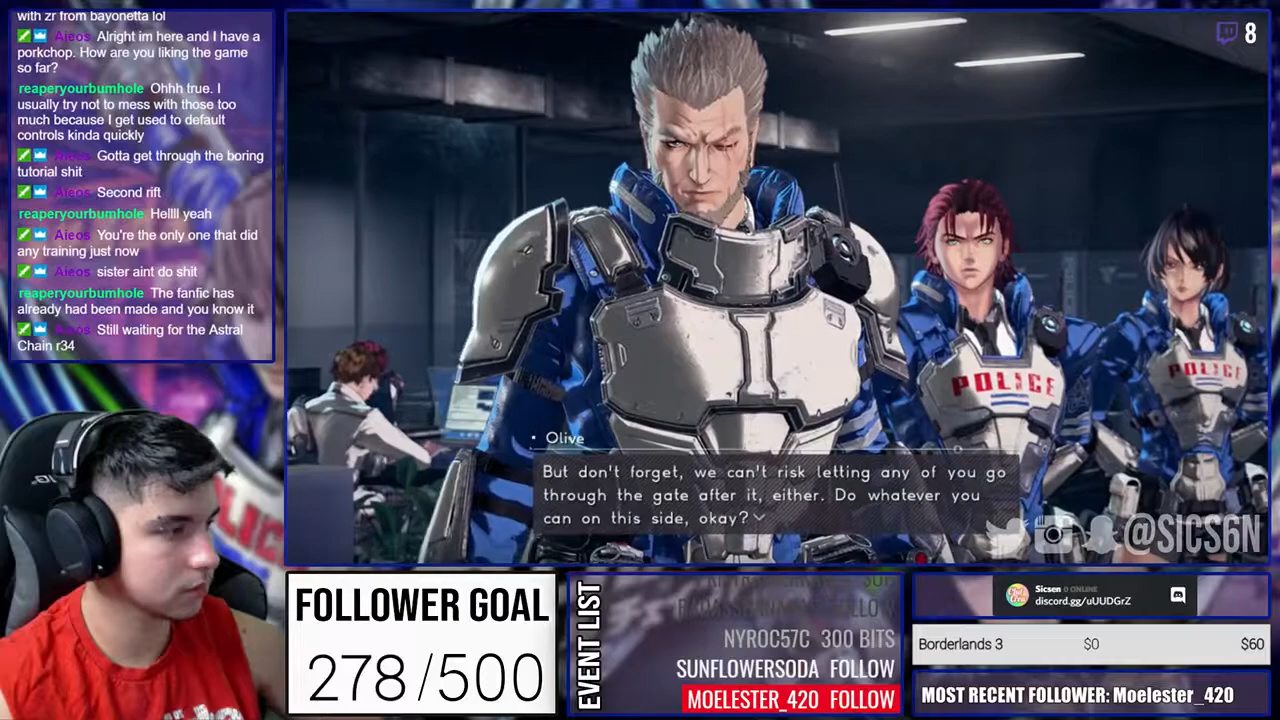 with zr from bayonetta lol
Aieos Alright im here and I have a
porkchop. How are you liking the game
so far?
reaperyourbumhole Ohhh true. I
usually try not to mess with those too
much because I get used to default
controls kinda quickly
Aieos Gotta get through the boring
tutorial shit
Aieos Second rift
reaperyourbumhole Hellll yeah
Aieos You're the only one that did
any training just now
Aieos sister aint do shit
reaperyourbumhole The fanfic has
already had been made and you know it
Aieos Still waiting for the Astral
Chain r34
8
POLICE
POLICE
• Olive
But don't forget, we can't risk letting any of you go
through the gate after it, either. Do whatever you
can on this side, okay?
@SICS6N
FOLLOWER GOAL
278/500
EVENT LIST
NYROC57C 300 BITS
SUNFLOWERSODA FOLLOW
MOELESTER_420 FOLLOW
Sicsen 0 ONLINE
discord.gg/uUUDGrZ
Borderlands 3 $0 $60
MOST RECENT FOLLOWER: Moelester_420